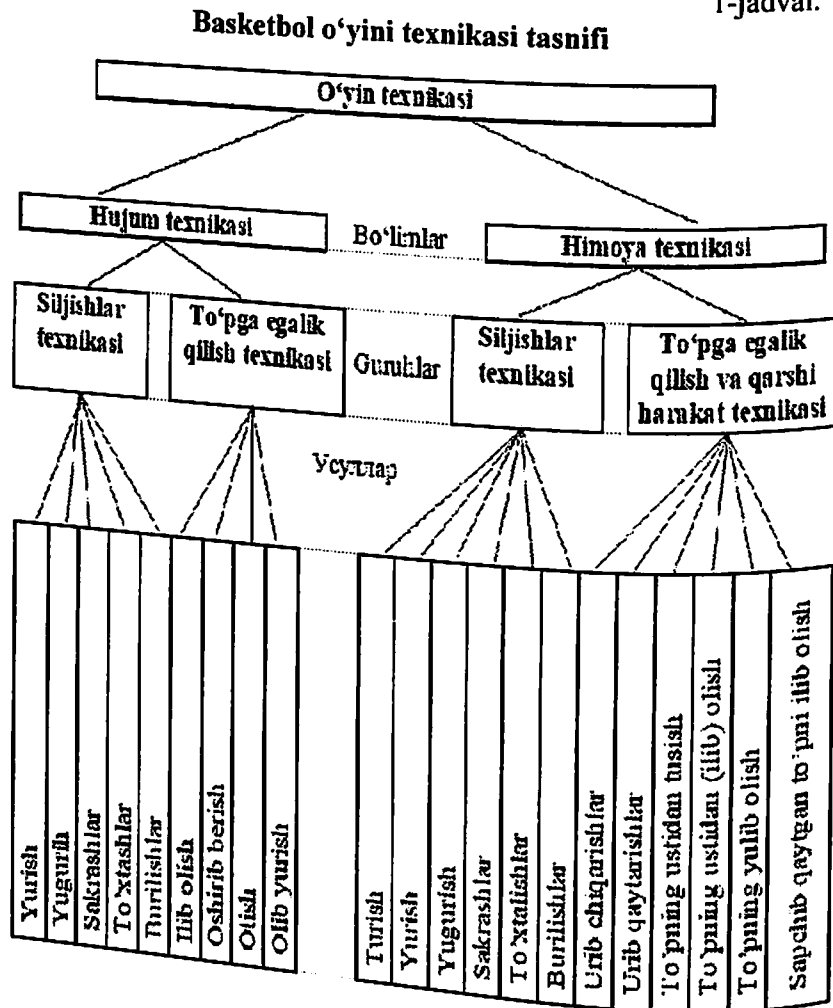 1-jadval.
Basketbol o‘yini texnikasi tasnifi
O‘yin texnikasi
Hujum texnikasi
Bo‘limlar
Himoya texnikasi
Siljishlar
texnikasi
To‘pga egalik
qilish texnikasi
Guruhlar
Siljishlar
texnikasi
To‘pga egalik
qilish va qarshi
harakat texnikasi
Усуллар
Yurish
Yugurih
Sakrashlar
To‘xtashlar
Burilishlar
Ilib olish
Oshirib berish
Otish
Olib yurish
Turish
Yurish
Yugurish
Sakrashlar
To‘xtalishlar
Burilishlar
Urib chiqarishlar
Urib qaytarishlar
To‘pning ustidan tusish
To‘pning ustidan (ilib) olish
To‘pning yulib olish
Sapchib qaytgan to‘pni ilib olish